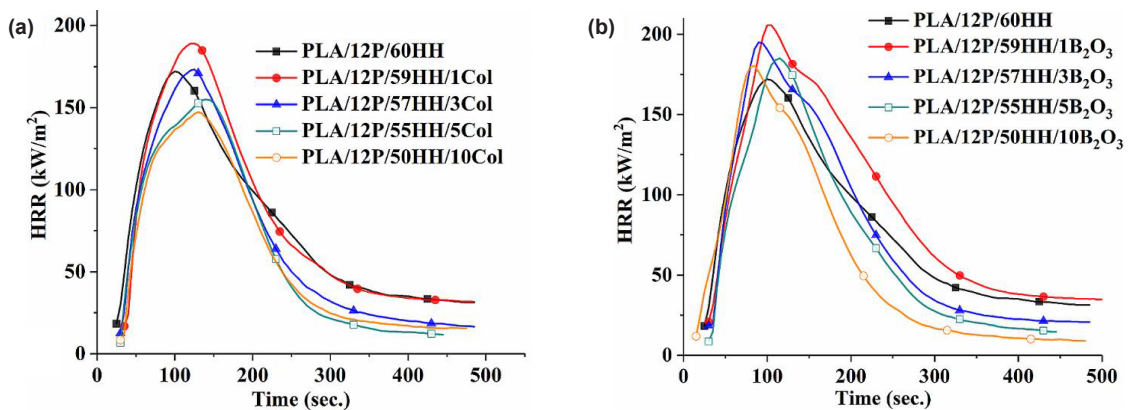 (a)
HRR (kW/m²)
200
150
100
50
0
PLA/12P/60HH
PLA/12P/59HH/1Col
PLA/12P/57HH/3Col
PLA/12P/55HH/5Col
PLA/12P/50HH/10Col
0 100 200 300 400 500
Time (sec.)
(b)
HRR (kW/m²)
200
150
100
50
0
PLA/12P/60HH
PLA/12P/59HH/1B₂O₃
PLA/12P/57HH/3B₂O₃
PLA/12P/55HH/5B₂O₃
PLA/12P/50HH/10B₂O₃
0 100 200 300 400 500
Time (sec.)